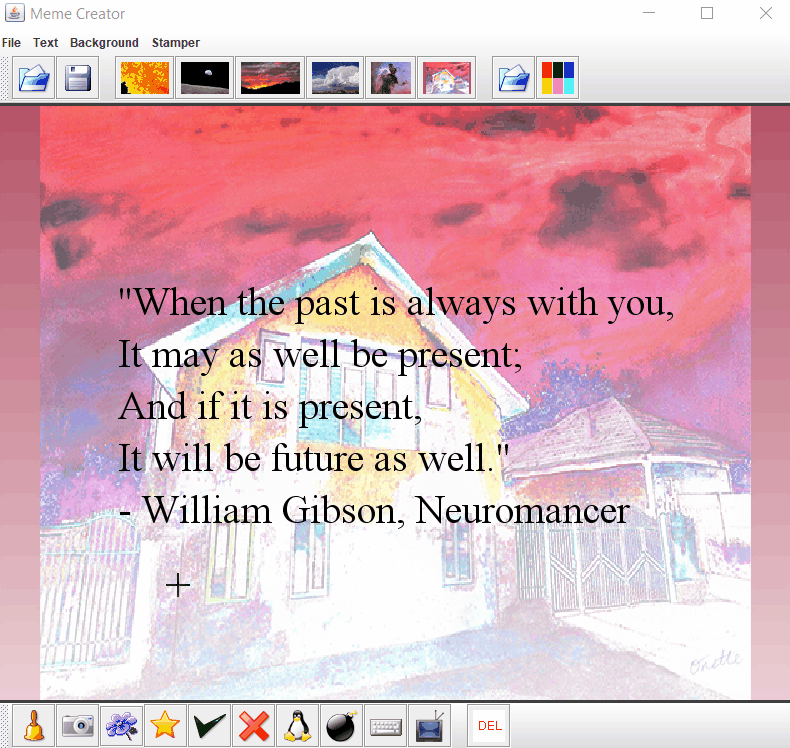 Meme Creator
File Text Background Stamper
"When the past is always with you,
It may as well be present;
And if it is present,
It will be future as well."
- William Gibson, Neuromancer
Onette
DEL